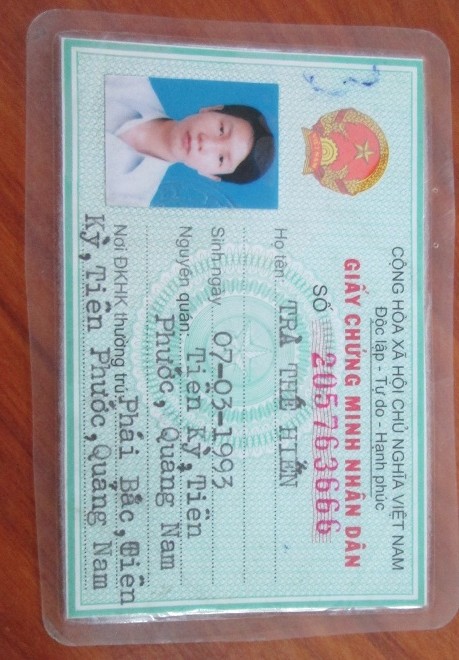 CỘNG HÒA XÃ HỘI CHỦ NGHĨA VIỆT NAM
Độc lập - Tự do - Hạnh phúc
GIẤY CHỨNG MINH NHÂN DÂN
SỐ 205763666
Họ tên TRÀ THẾ HIỂN
Sinh ngày 07-03-1993
Nguyên quán Tiên Kỳ, Tiên
Phước, Quảng Nam
Nơi ĐKHK thường trú Phái Bắc, Tiên
Kỳ, Tiên Phước, Quảng Nam